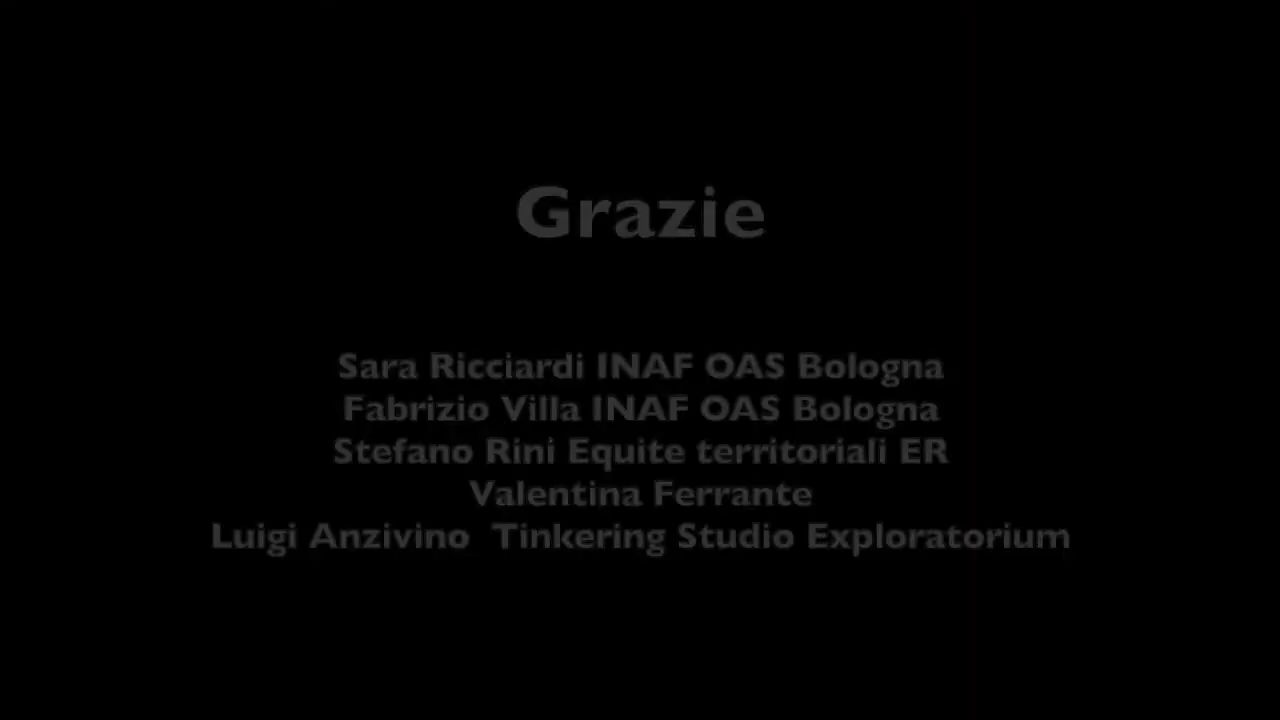 Grazie
Sara Ricciardi INAF OAS Bologna
Fabrizio Villa INAF OAS Bologna
Stefano Rini Equite territoriali ER
Valentina Ferrante
Luigi Anzivino  Tinkering Studio Exploratorium